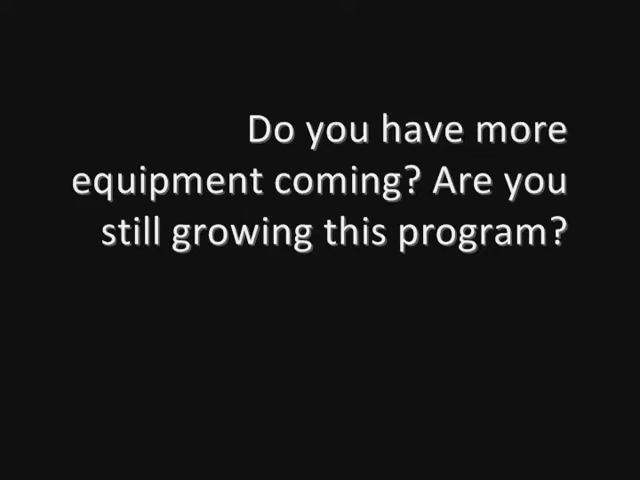 Do you have more
equipment coming? Are you
still growing this program?